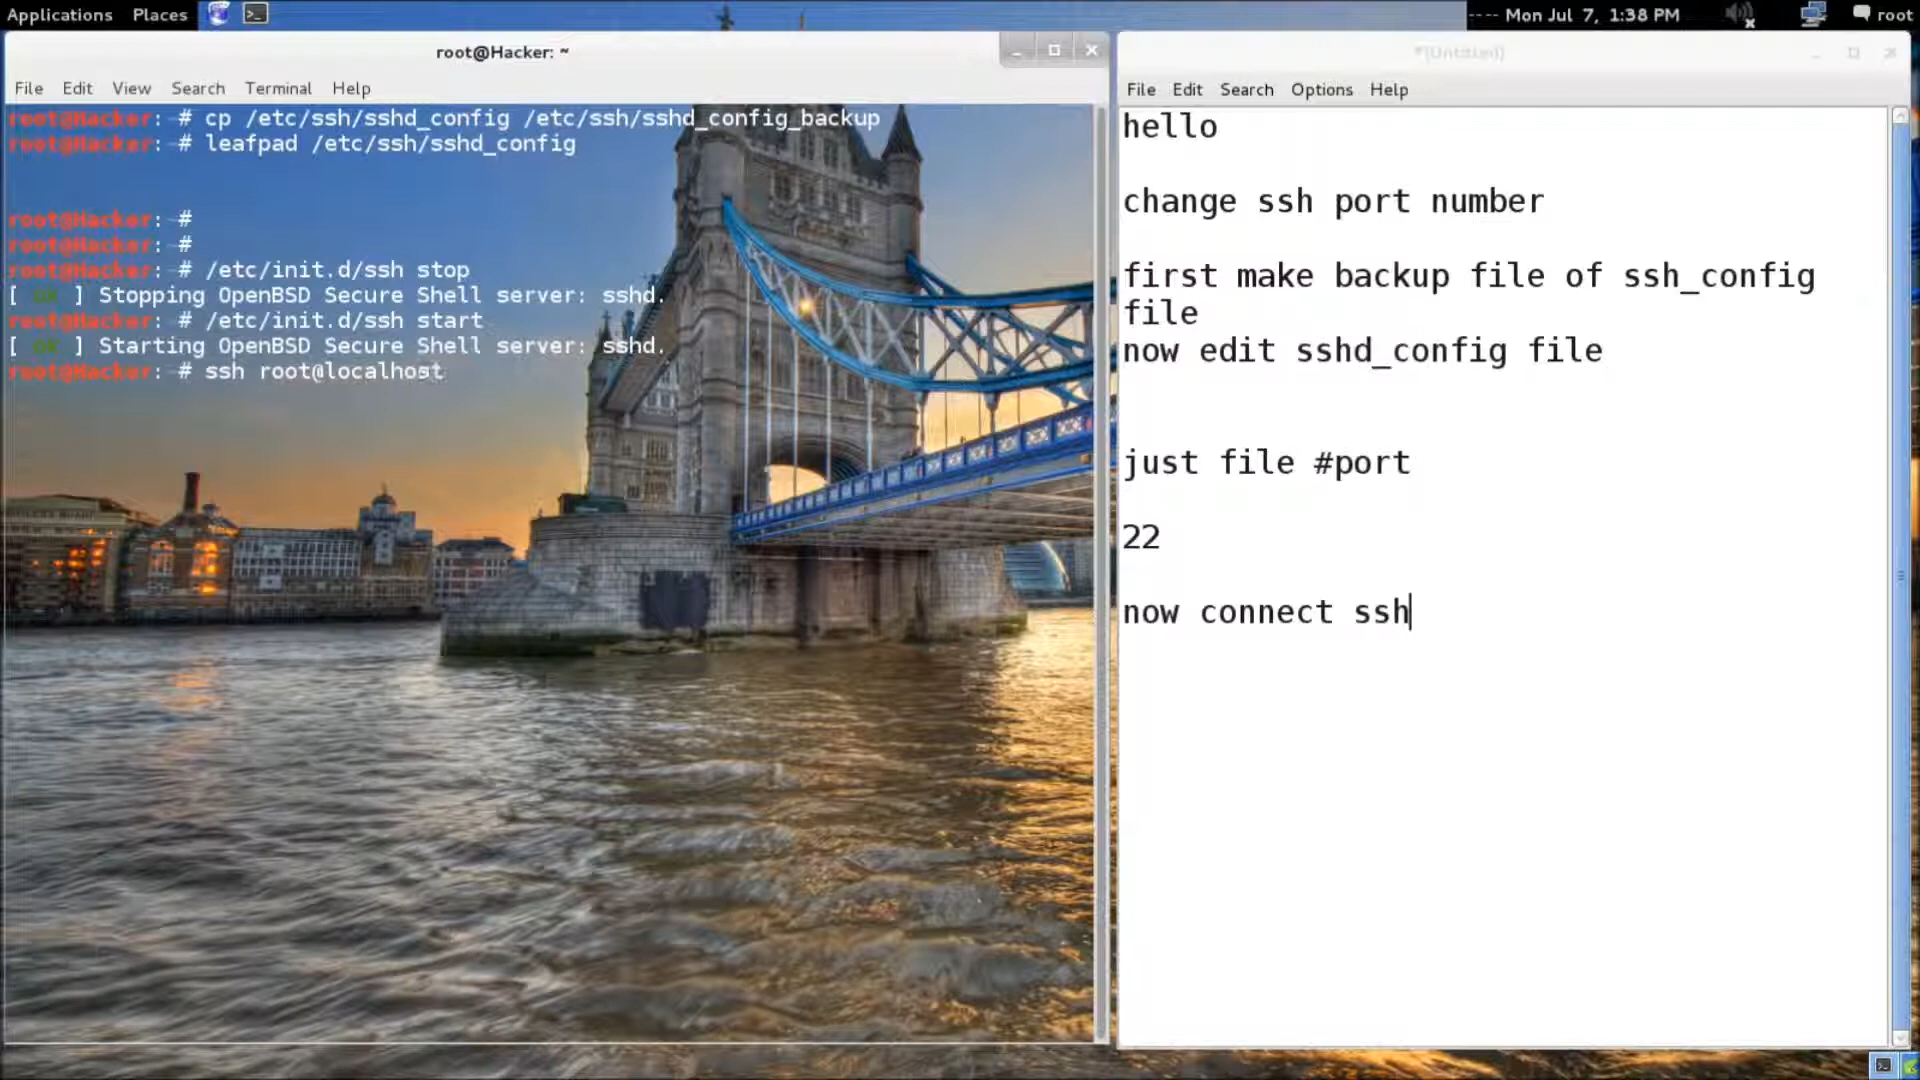 Applications Places
---- Mon Jul 7, 1:38 PM root
root@Hacker: ~
File Edit View Search Terminal Help
root@Hacker: ~# cp /etc/ssh/sshd_config /etc/ssh/sshd_config_backup
root@Hacker: ~# leafpad /etc/ssh/sshd_config
root@Hacker: ~#
root@Hacker: ~#
root@Hacker: ~# /etc/init.d/ssh stop
[ ok ] Stopping OpenBSD Secure Shell server: sshd.
root@Hacker: ~# /etc/init.d/ssh start
[ ok ] Starting OpenBSD Secure Shell server: sshd.
root@Hacker: ~# ssh root@localhost
*(Untitled)
File Edit Search Options Help
hello
change ssh port number
first make backup file of ssh_config
file
now edit sshd_config file
just file #port
22
now connect ssh